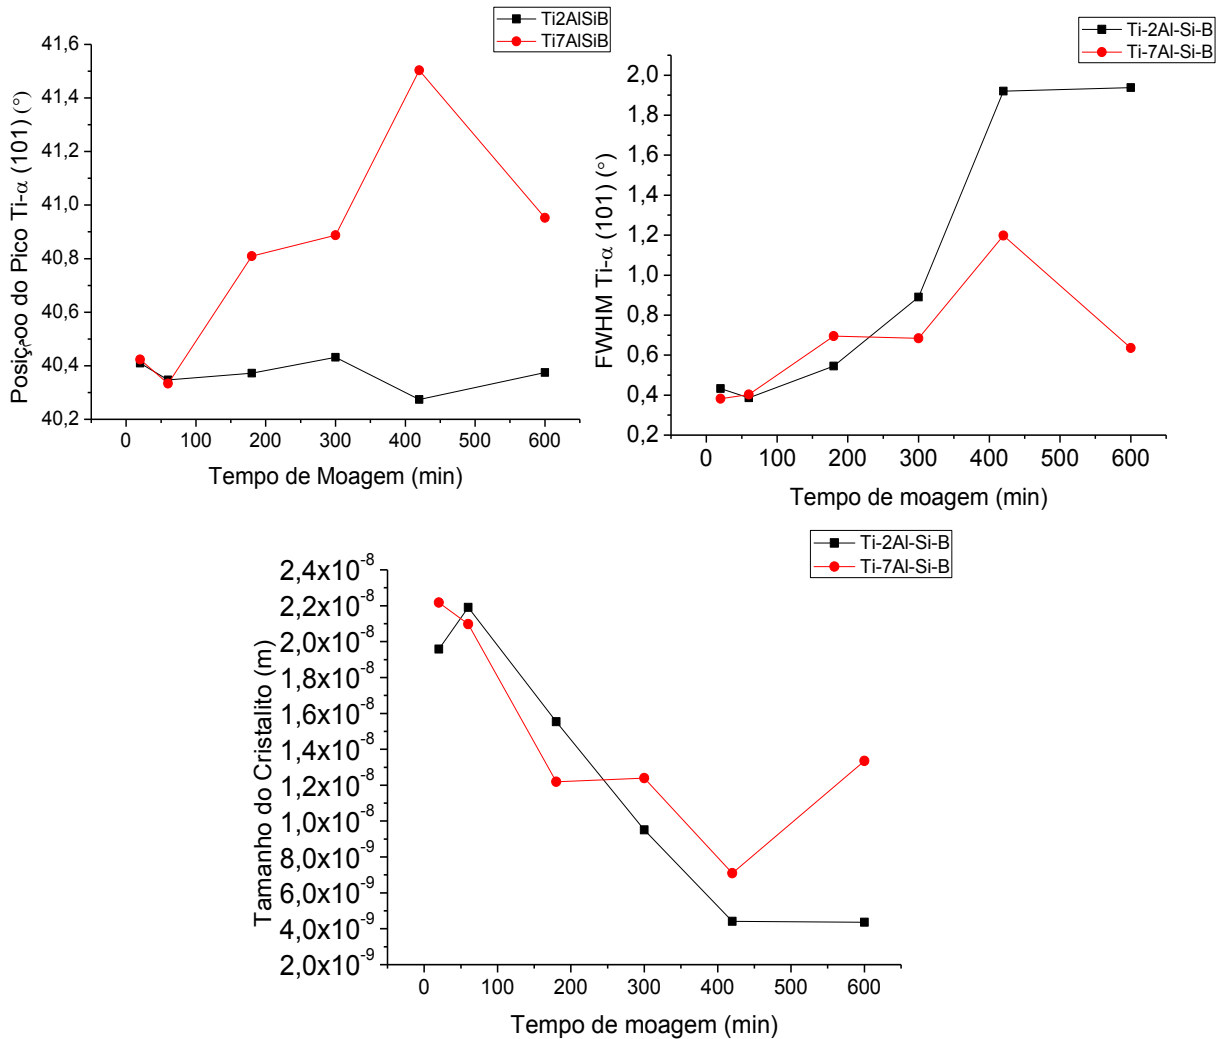 Ti2AlSiB
Ti7AlSiB
41,6
41,4
41,2
41,0
40,8
40,6
40,4
40,2
Posiç oo do Pico Ti-α (101) (°)
0 100 200 300 400 500 600
Tempo de Moagem (min)
Ti-2Al-Si-B
Ti-7Al-Si-B
2,0
1,8
1,6
1,4
1,2
1,0
0,8
0,6
0,4
0,2
FWHM Ti-α (101) (°)
0 100 200 300 400 500 600
Tempo de moagem (min)
Ti-2Al-Si-B
Ti-7Al-Si-B
2,4x10⁻⁸
2,2x10⁻⁸
2,0x10⁻⁸
1,8x10⁻⁸
1,6x10⁻⁸
1,4x10⁻⁸
1,2x10⁻⁸
1,0x10⁻⁸
8,0x10⁻⁹
6,0x10⁻⁹
4,0x10⁻⁹
2,0x10⁻⁹
Tamanho do Cristalito (m)
0 100 200 300 400 500 600
Tempo de moagem (min)